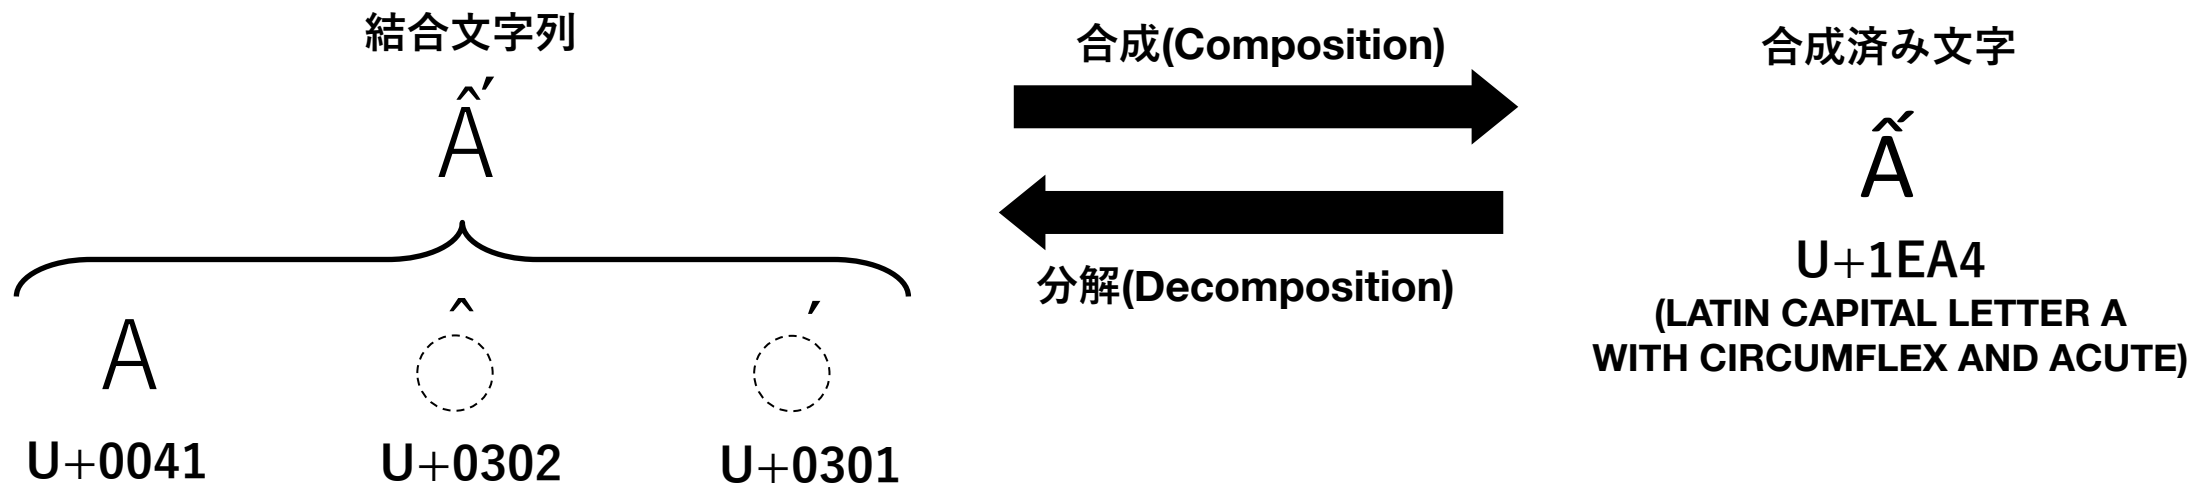 結合文字列
Ấ
A
̂
́
U+0041
U+0302
U+0301
合成(Composition)
分解(Decomposition)
合成済み文字
Ấ
U+1EA4
(LATIN CAPITAL LETTER A
WITH CIRCUMFLEX AND ACUTE)